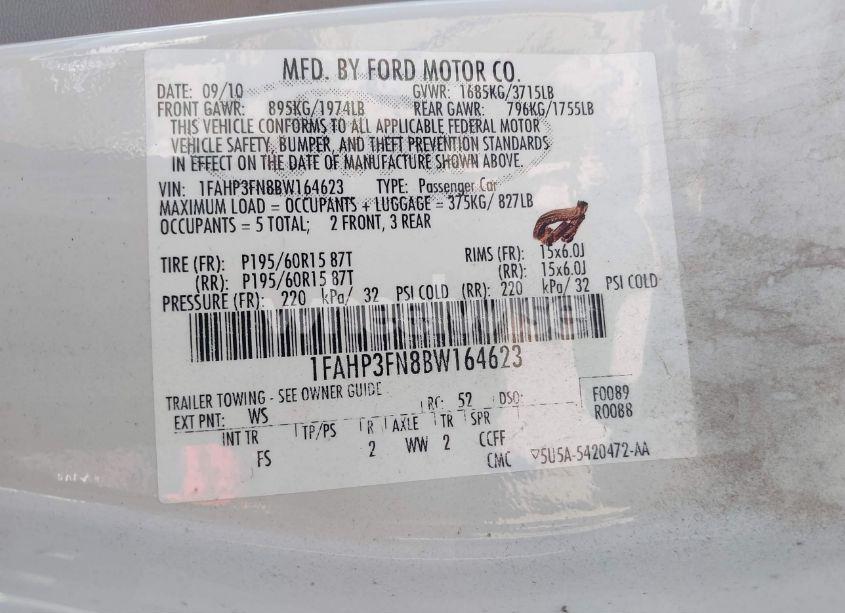 MFD. BY FORD MOTOR CO.
DATE: 09/10 GVWR: 1685KG/3715LB
FRONT GAWR: 895KG/1974LB REAR GAWR: 796KG/1755LB
THIS VEHICLE CONFORMS TO ALL APPLICABLE FEDERAL MOTOR
VEHICLE SAFETY, BUMPER, AND THEFT PREVENTION STANDARDS
IN EFFECT ON THE DATE OF MANUFACTURE SHOWN ABOVE.
VIN: 1FAHP3FN8BW164623 TYPE: Passenger Car
MAXIMUM LOAD = OCCUPANTS + LUGGAGE = 375KG/ 827LB
OCCUPANTS = 5 TOTAL; 2 FRONT, 3 REAR
TIRE (FR): P195/60R15 87T RIMS (FR): 15x6.0J
(RR): P195/60R15 87T (RR): 15x6.0J
PRESSURE (FR): 220 kPa/ 32 PSI COLD (RR): 220 kPa/ 32 PSI COLD
1FAHP3FN8BW164623
TRAILER TOWING - SEE OWNER GUIDE
EXT PNT: WS RC: 52 DSO: F0089
R0088
INT TR TP/PS R AXLE TR SPR
FS 2 WW 2 CCFF
CMC ▽5U5A-5420472-AA